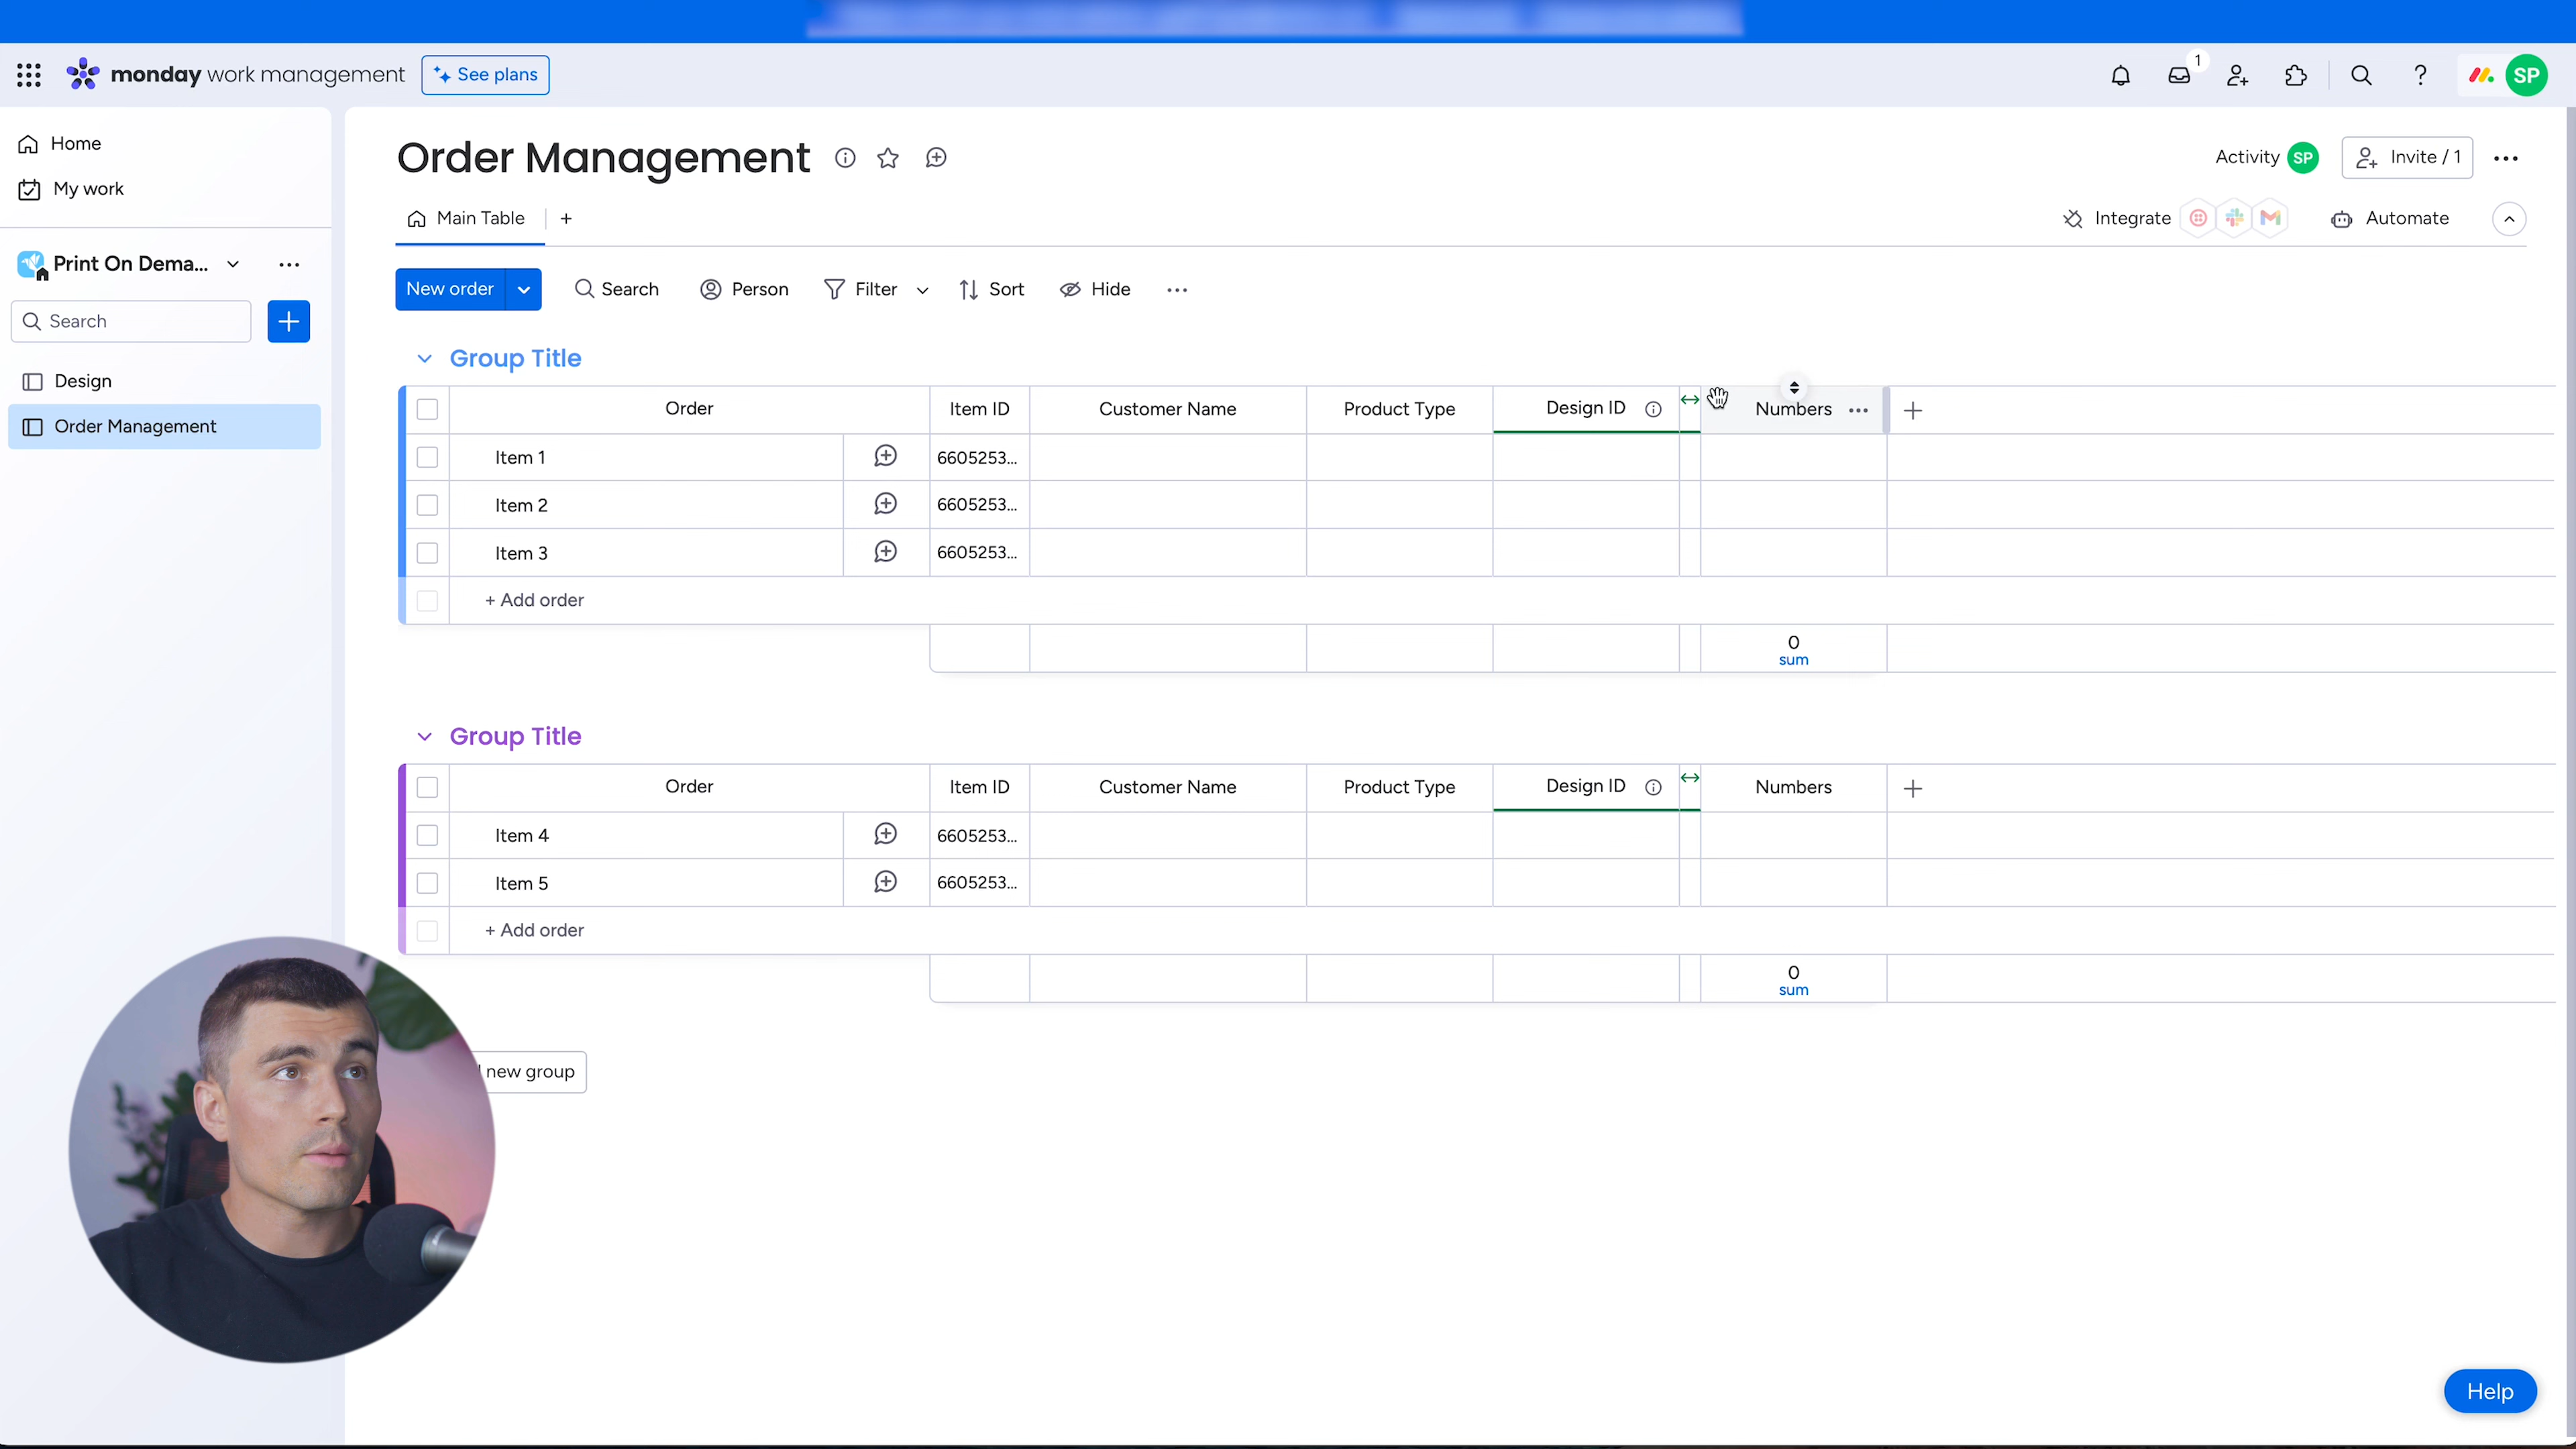 monday work management
See plans
1
SP
Home
My work
Print On Dema...
Search
Design
Order Management
Order Management
Activity SP
Invite / 1
Main Table
+
Integrate
Automate
New order
Search
Person
Filter
Sort
Hide
Group Title
Order Item ID Customer Name Product Type Design ID Numbers
Item 1 6605253...
Item 2 6605253...
Item 3 6605253...
+ Add order
0
sum
Group Title
Order Item ID Customer Name Product Type Design ID Numbers
Item 4 6605253...
Item 5 6605253...
+ Add order
0
sum
new group
Help